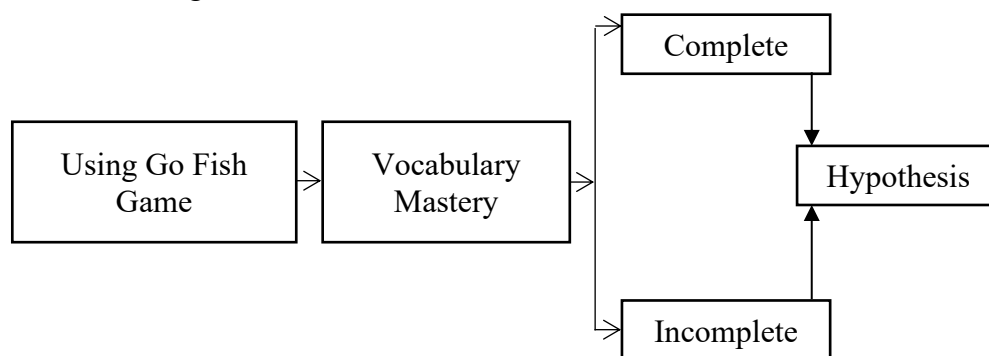 Complete
Using Go Fish
Game
Vocabulary
Mastery
Hypothesis
Incomplete